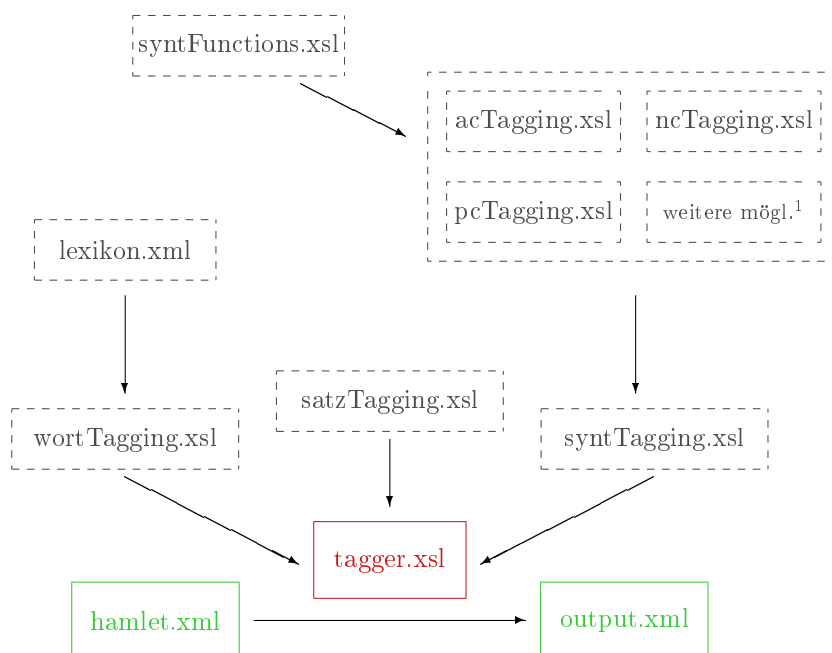 syntFunctions.xsl
acTagging.xsl
ncTagging.xsl
pcTagging.xsl
weitere mögl.¹
lexikon.xml
satzTagging.xsl
wortTagging.xsl
syntTagging.xsl
tagger.xsl
hamlet.xml
output.xml